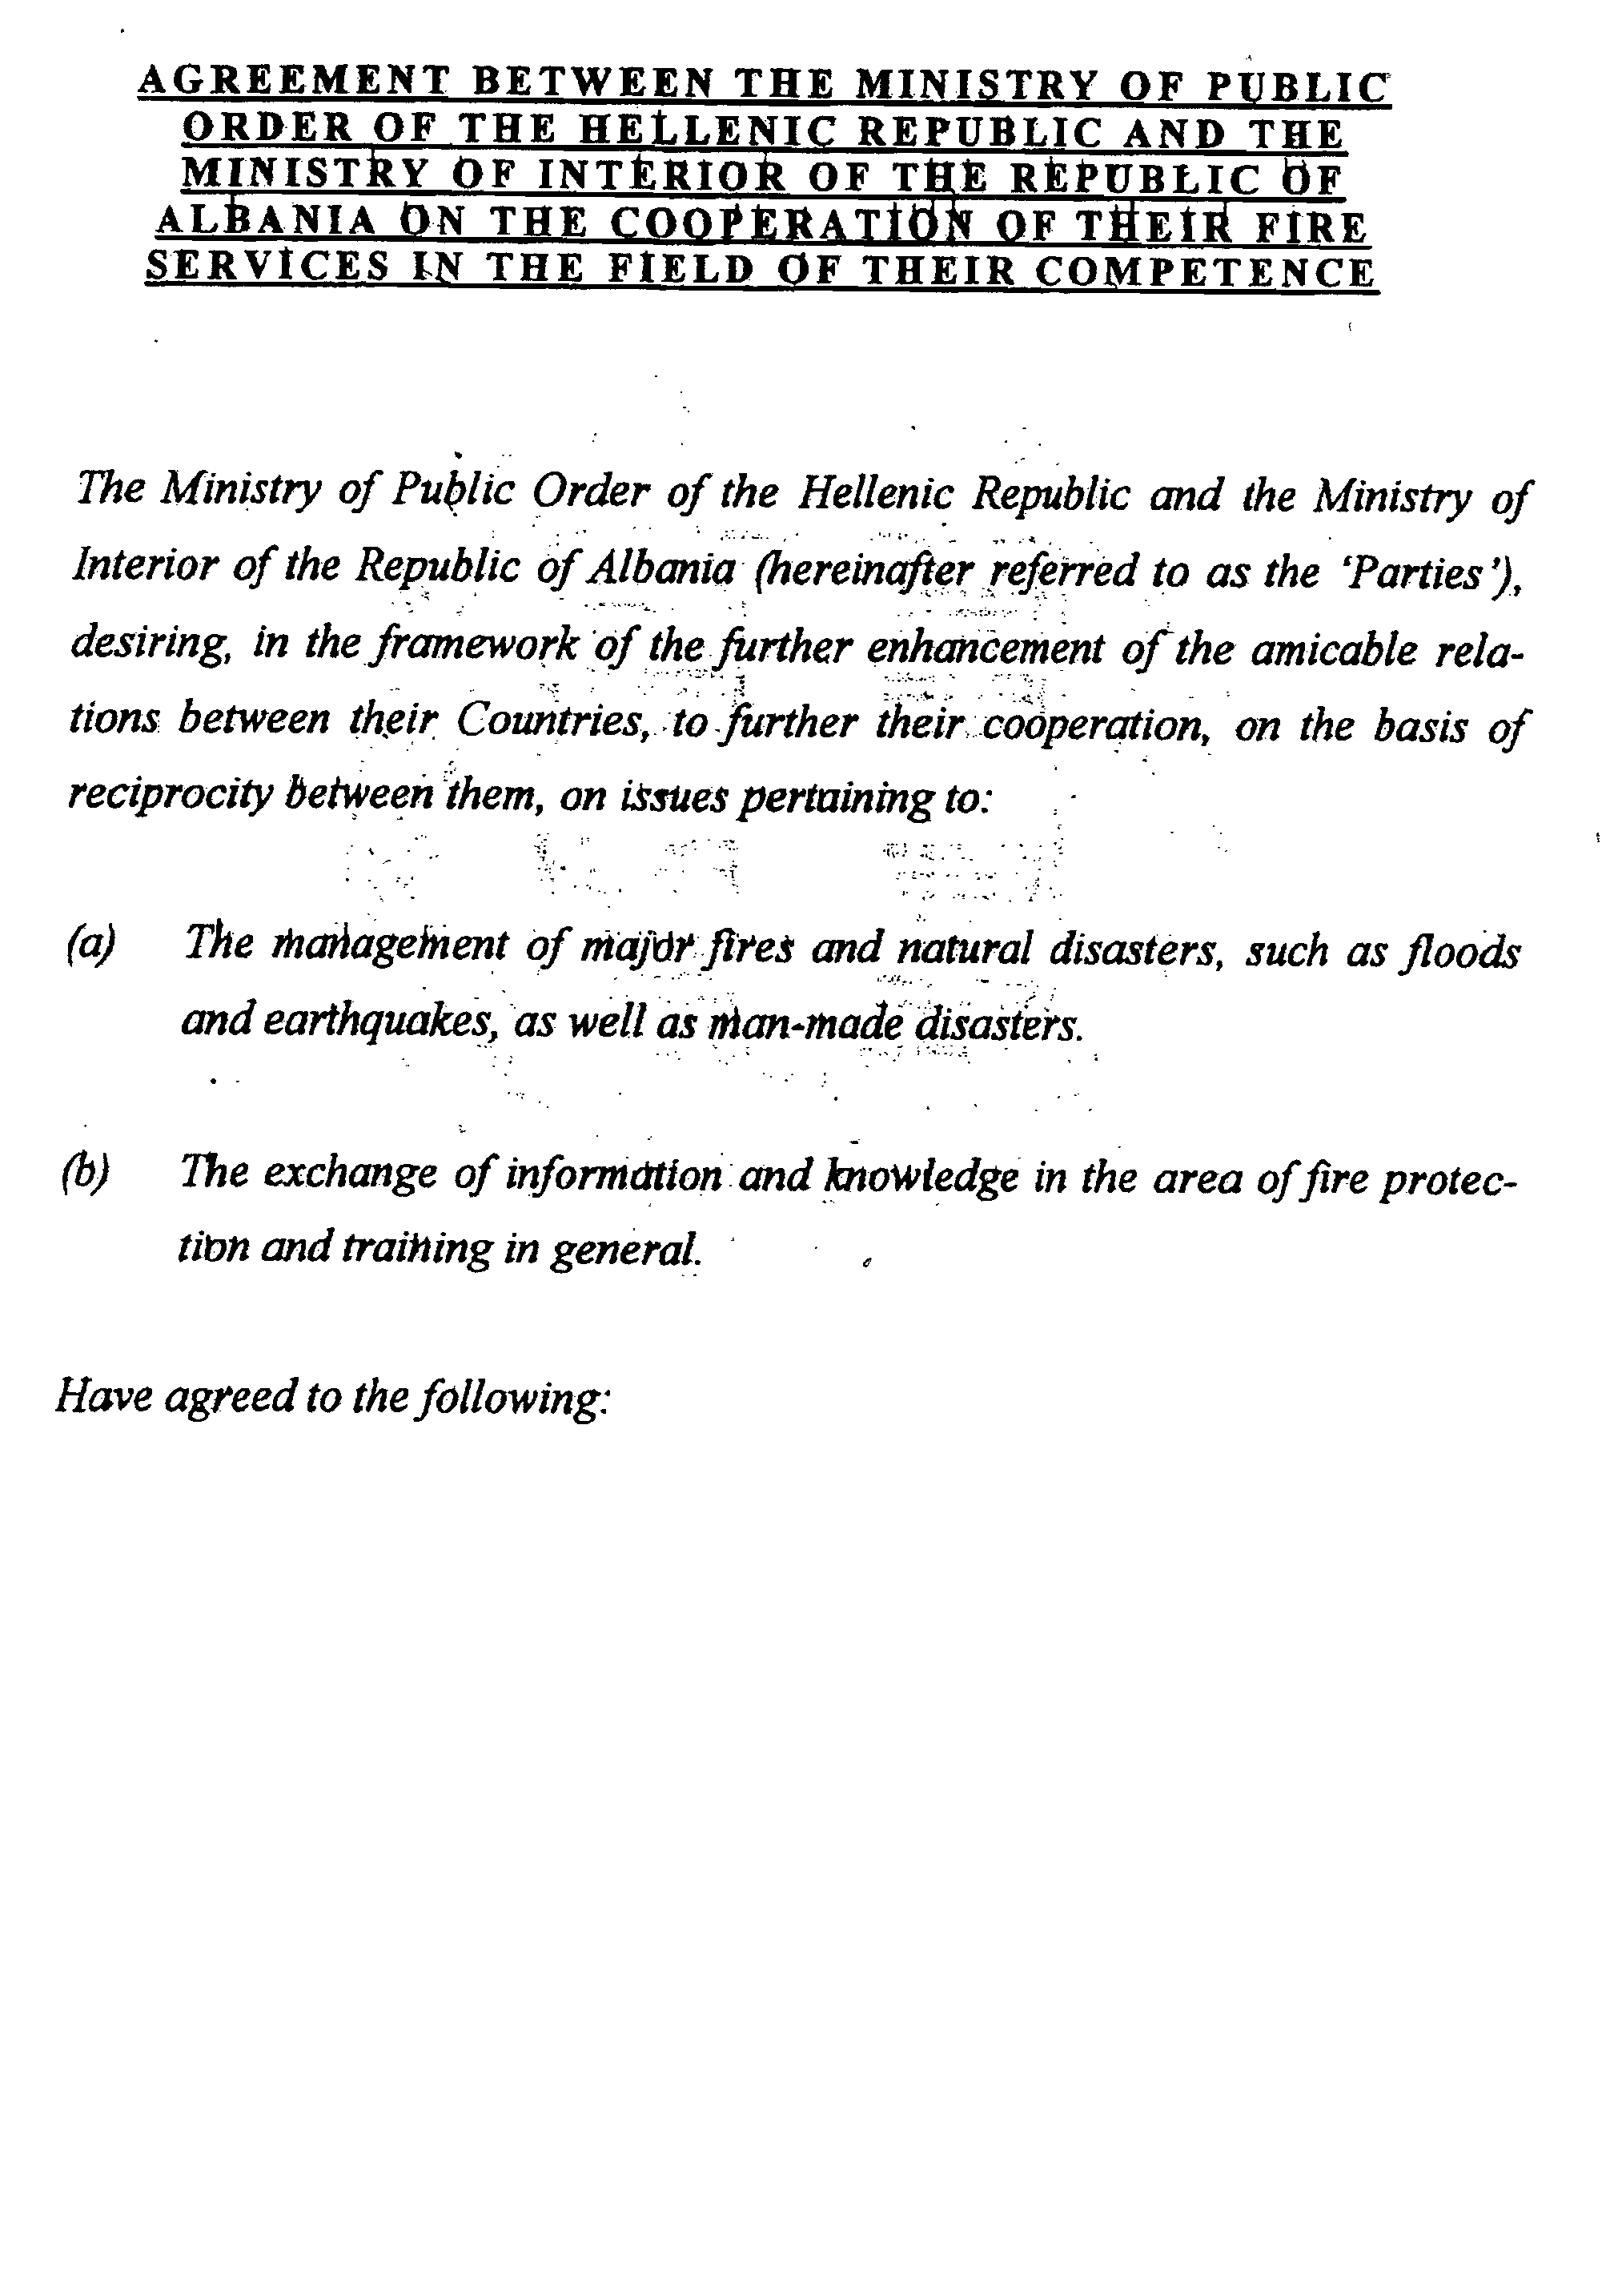 AGREEMENT BETWEEN THE MINISTRY OF PUBLIC
ORDER OF THE HELLENIC REPUBLIC AND THE
MINISTRY OF INTERIOR OF THE REPUBLIC OF
ALBANIA ON THE COOPERATION OF THEIR FIRE
SERVICES IN THE FIELD OF THEIR COMPETENCE
The Ministry of Public Order of the Hellenic Republic and the Ministry of
Interior of the Republic of Albania (hereinafter referred to as the ‘Parties’),
desiring, in the framework of the further enhancement of the amicable rela-
tions between their Countries, to further their cooperation, on the basis of
reciprocity between them, on issues pertaining to:
(a) The management of major fires and natural disasters, such as floods
and earthquakes, as well as man-made disasters.
(b) The exchange of information and knowledge in the area of fire protec-
tion and training in general.
Have agreed to the following: